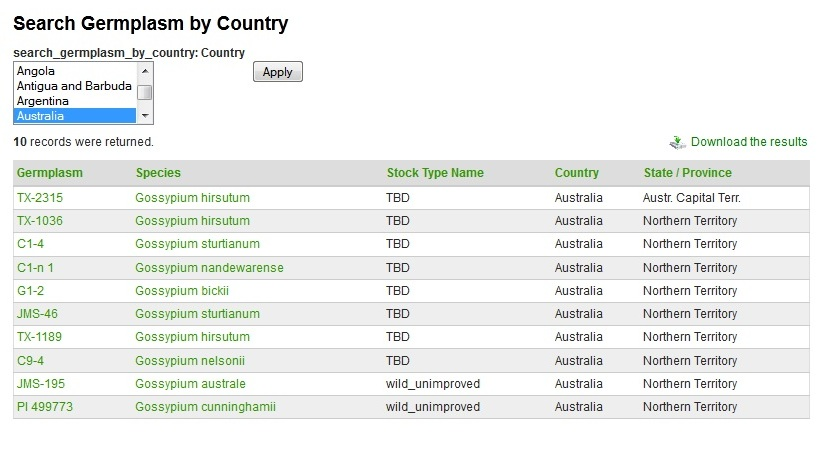 Search Germplasm by Country
search_germplasm_by_country: Country
Angola
Antigua and Barbuda
Argentina
Australia
Apply
10 records were returned.
Download the results
Germplasm Species Stock Type Name Country State / Province
TX-2315 Gossypium hirsutum TBD Australia Austr. Capital Terr.
TX-1036 Gossypium hirsutum TBD Australia Northern Territory
C1-4 Gossypium sturtianum TBD Australia Northern Territory
C1-n 1 Gossypium nandewarense TBD Australia Northern Territory
G1-2 Gossypium bickii TBD Australia Northern Territory
JMS-46 Gossypium sturtianum TBD Australia Northern Territory
TX-1189 Gossypium hirsutum TBD Australia Northern Territory
C9-4 Gossypium nelsonii TBD Australia Northern Territory
JMS-195 Gossypium australe wild_unimproved Australia Northern Territory
PI 499773 Gossypium cunninghamii wild_unimproved Australia Northern Territory